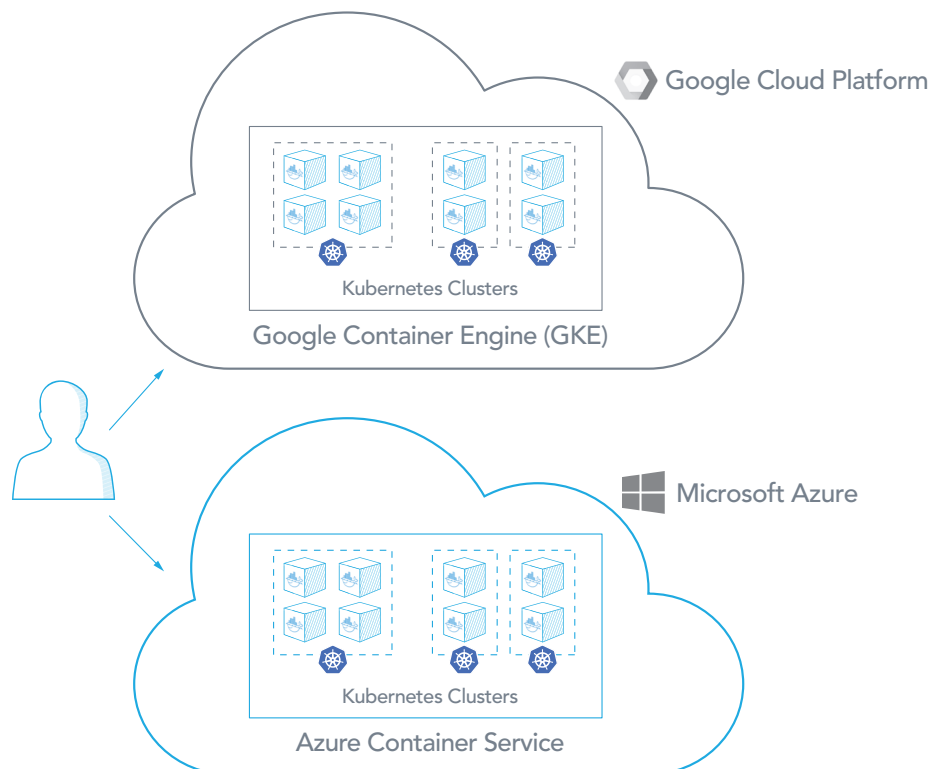 Google Cloud Platform
Kubernetes Clusters
Google Container Engine (GKE)
Microsoft Azure
Kubernetes Clusters
Azure Container Service